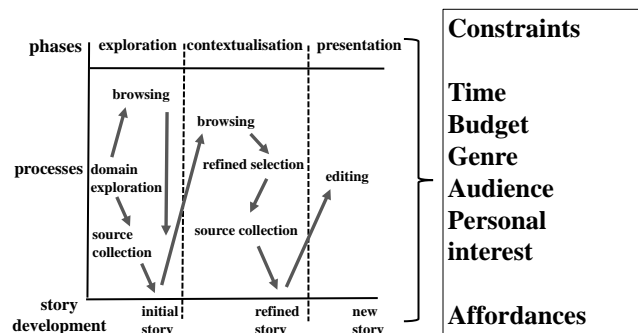 phases exploration contextualisation presentation
browsing
browsing
domain
exploration
refined selection
processes
editing
source
collection
source collection
story
development
initial
story
refined
story
new
story
Constraints
Time
Budget
Genre
Audience
Personal
interest
Affordances